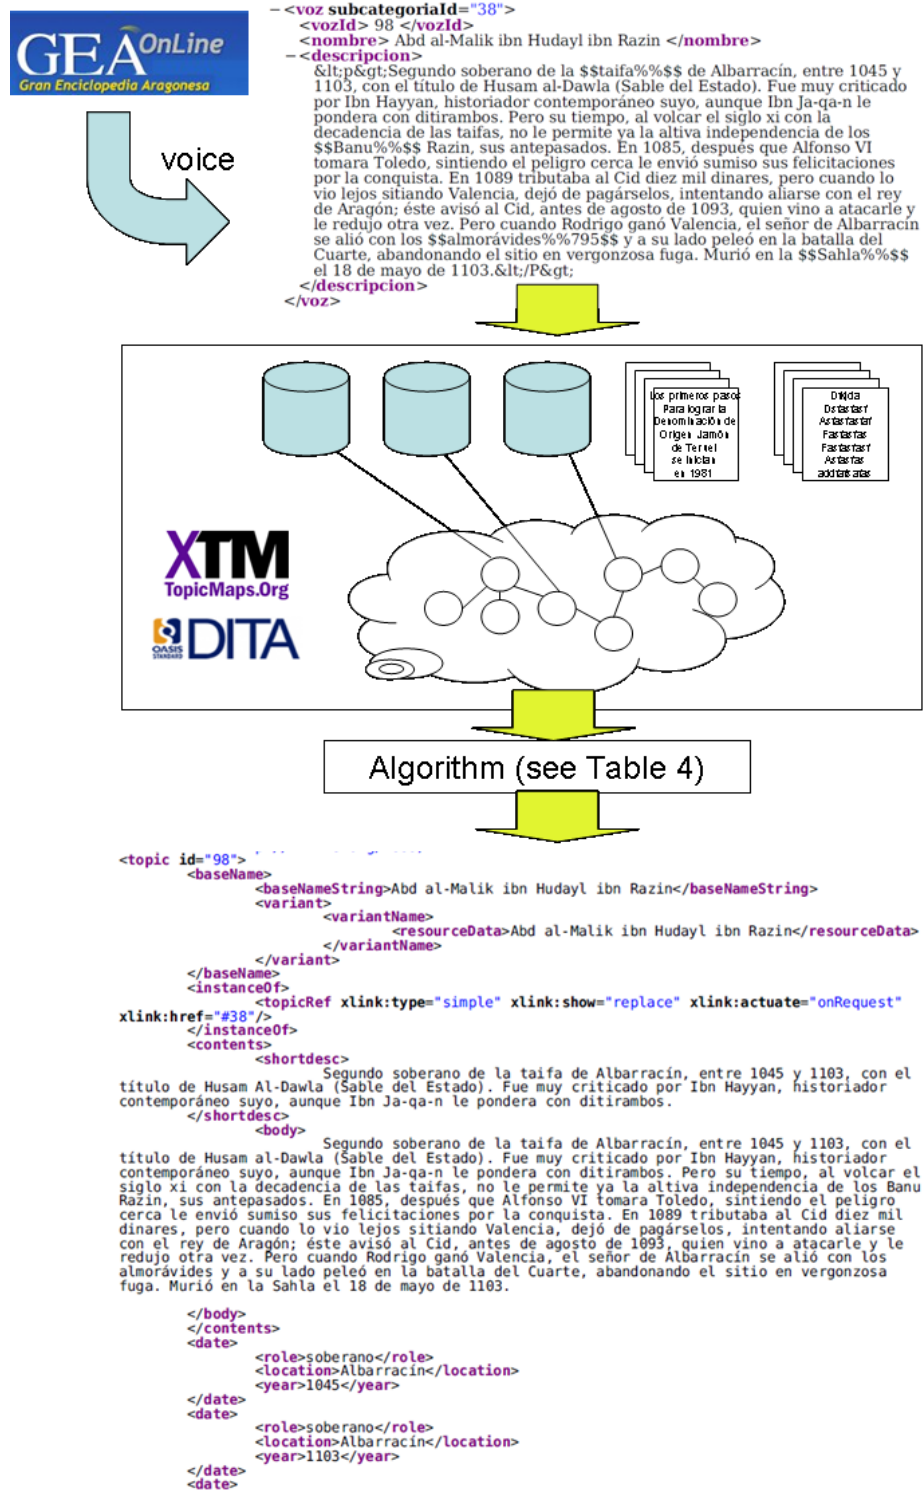 GEA OnLine
Gran Enciclopedia Aragonesa
voice
−<voz subcategoriaId="38">
<vozId> 98 </vozId>
<nombre> Abd al-Malik ibn Hudayl ibn Razin </nombre>
−<descripcion>
&lt;p&gt;Segundo soberano de la $$taifa%%$$ de Albarracín, entre 1045 y
1103, con el título de Husam al-Dawla (Sable del Estado). Fue muy criticado
por Ibn Hayyan, historiador contemporáneo suyo, aunque Ibn Ja-qa-n le
pondera con ditirambos. Pero su tiempo, al volcar el siglo xi con la
decadencia de las taifas, no le permite ya la altiva independencia de los
$$Banu%%$$ Razin, sus antepasados. En 1085, después que Alfonso VI
tomara Toledo, sintiendo el peligro cerca le envió sumiso sus felicitaciones
por la conquista. En 1089 tributaba al Cid diez mil dinares, pero cuando lo
vio lejos sitiando Valencia, dejó de pagárselos, intentando aliarse con el rey
de Aragón; éste avisó al Cid, antes de agosto de 1093, quien vino a atacarle y
le redujo otra vez. Pero cuando Rodrigo ganó Valencia, el señor de Albarracín
se alió con los $$almorávides%%795$$ y a su lado peleó en la batalla del
Cuarte, abandonando el sitio en vergonzosa fuga. Murió en la $$Sahla%%$$
el 18 de mayo de 1103.&lt;/P&gt;
</descripcion>
</voz>
Los primeros pasos
Para lograr la
Denominación de
Origen Jamón
de Teruel
se inician
en 1981
XTM
TopicMaps.Org
OASIS
STANDARD
DITA
Algorithm (see Table 4)
<topic id="98">
<baseName>
<baseNameString>Abd al-Malik ibn Hudayl ibn Razin</baseNameString>
<variant>
<variantName>
<resourceData>Abd al-Malik ibn Hudayl ibn Razin</resourceData>
</variantName>
</variant>
</baseName>
<instanceOf>
<topicRef xlink:type="simple" xlink:show="replace" xlink:actuate="onRequest"
xlink:href="#38"/>
</instanceOf>
<contents>
<shortdesc>
Segundo soberano de la taifa de Albarracín, entre 1045 y 1103, con el
título de Husam Al-Dawla (Sable del Estado). Fue muy criticado por Ibn Hayyan, historiador
contemporáneo suyo, aunque Ibn Ja-qa-n le pondera con ditirambos.
</shortdesc>
<body>
Segundo soberano de la taifa de Albarracín, entre 1045 y 1103, con el
título de Husam al-Dawla (Sable del Estado). Fue muy criticado por Ibn Hayyan, historiador
contemporáneo suyo, aunque Ibn Ja-qa-n le pondera con ditirambos. Pero su tiempo, al volcar el
siglo xi con la decadencia de las taifas, no le permite ya la altiva independencia de los Banu
Razin, sus antepasados. En 1085, después que Alfonso VI tomara Toledo, sintiendo el peligro
cerca le envió sumiso sus felicitaciones por la conquista. En 1089 tributaba al Cid diez mil
dinares, pero cuando lo vio lejos sitiando Valencia, dejó de pagárselos, intentando aliarse
con el rey de Aragón; éste avisó al Cid, antes de agosto de 1093, quien vino a atacarle y le
redujo otra vez. Pero cuando Rodrigo ganó Valencia, el señor de Albarracín se alió con los
almorávides y a su lado peleó en la batalla del Cuarte, abandonando el sitio en vergonzosa
fuga. Murió en la Sahla el 18 de mayo de 1103.
</body>
</contents>
<date>
<role>soberano</role>
<location>Albarracín</location>
<year>1045</year>
</date>
<date>
<role>soberano</role>
<location>Albarracín</location>
<year>1103</year>
</date>
<date>